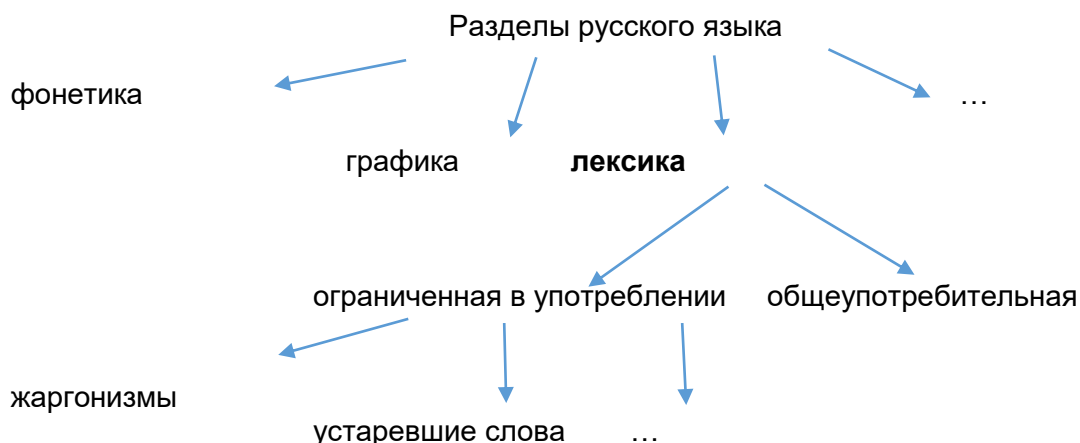 Разделы русского языка
фонетика …
графика лексика
ограниченная в употреблении общеупотребительная
жаргонизмы
устаревшие слова …